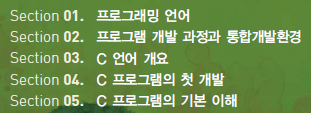 Section 01. 프로그래밍 언어
Section 02. 프로그램 개발 과정과 통합개발환경
Section 03. C 언어 개요
Section 04. C 프로그램의 첫 개발
Section 05. C 프로그램의 기본 이해